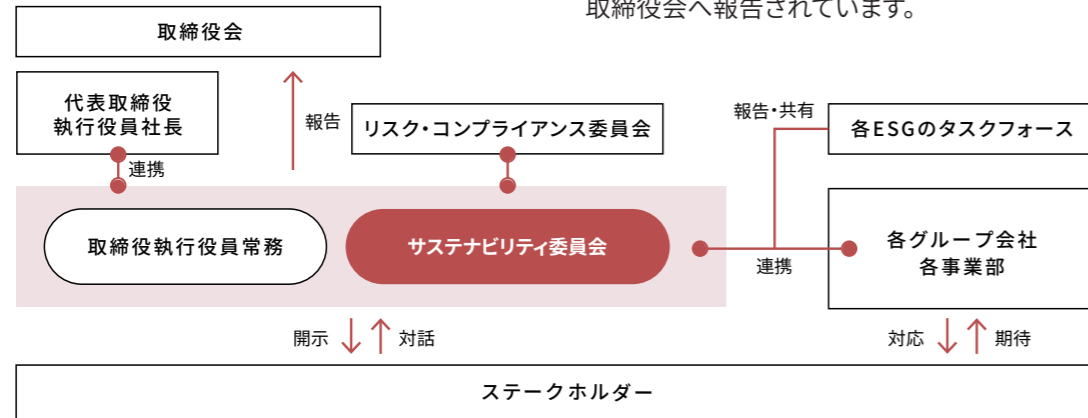 取締役会へ報告されています。
取締役会
代表取締役
執行役員社長
報告
リスク・コンプライアンス委員会
報告・共有
各ESGのタスクフォース
連携
取締役執行役員常務
サステナビリティ委員会
連携
各グループ会社
各事業部
開示
対話
対応
期待
ステークホルダー